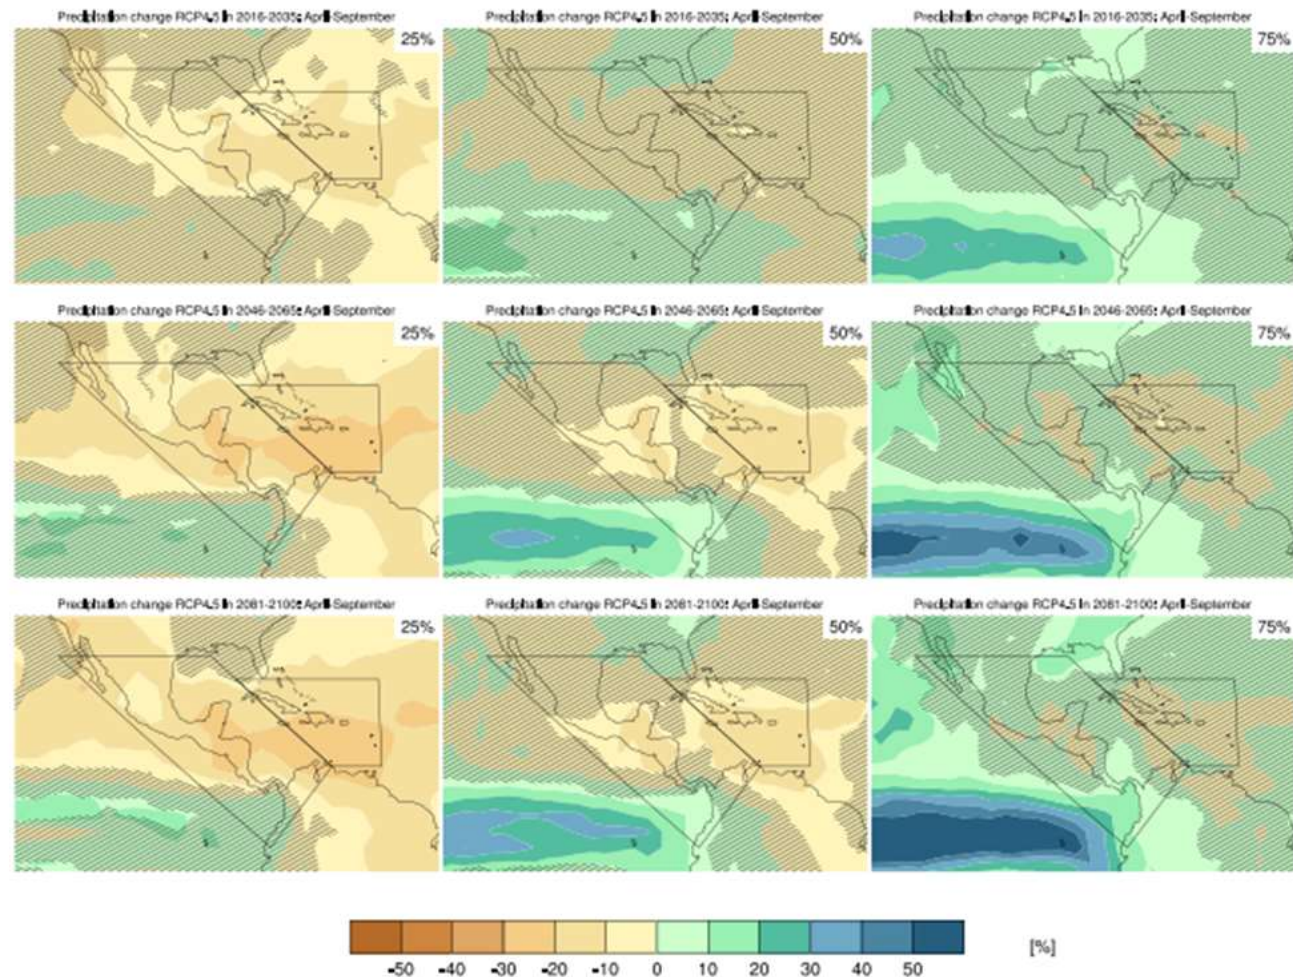 Precipitation change RCP4.5 in 2016-2035: April-September
25%
Precipitation change RCP4.5 in 2016-2035: April-September
50%
Precipitation change RCP4.5 in 2016-2035: April-September
75%
Precipitation change RCP4.5 in 2046-2065: April-September
25%
Precipitation change RCP4.5 in 2046-2065: April-September
50%
Precipitation change RCP4.5 in 2046-2065: April-September
75%
Precipitation change RCP4.5 in 2081-2100: April-September
25%
Precipitation change RCP4.5 in 2081-2100: April-September
50%
Precipitation change RCP4.5 in 2081-2100: April-September
75%
-50 -40 -30 -20 -10 0 10 20 30 40 50 [%]